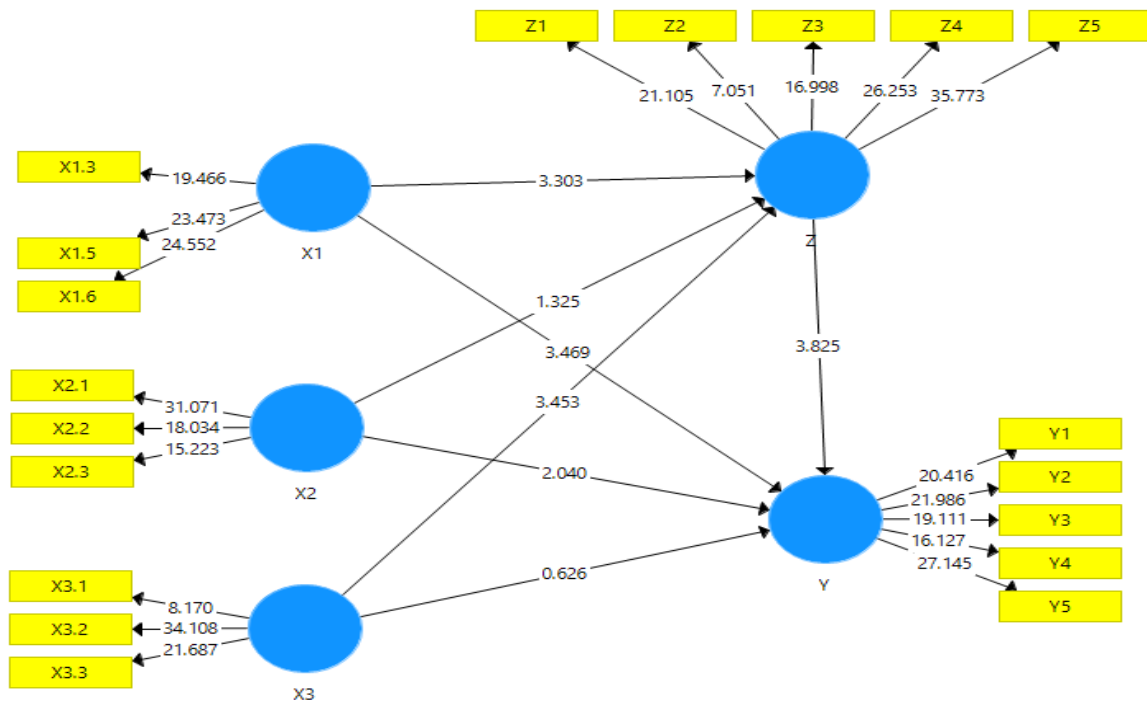 Z1 Z2 Z3 Z4 Z5
21.105 7.051 16.998 26.253 35.773
X1.3
19.466
3.303
23.473
X1.5
24.552
X1.6
X1
Z
1.325
3.469
3.825
3.453
X2.1
31.071
X2.2
18.034
X2.3
15.223
X2
2.040
Y1
20.416
Y2
21.986
Y3
19.111
Y4
16.127
27.145
Y5
Y
0.626
X3.1
8.170
X3.2
34.108
X3.3
21.687
X3